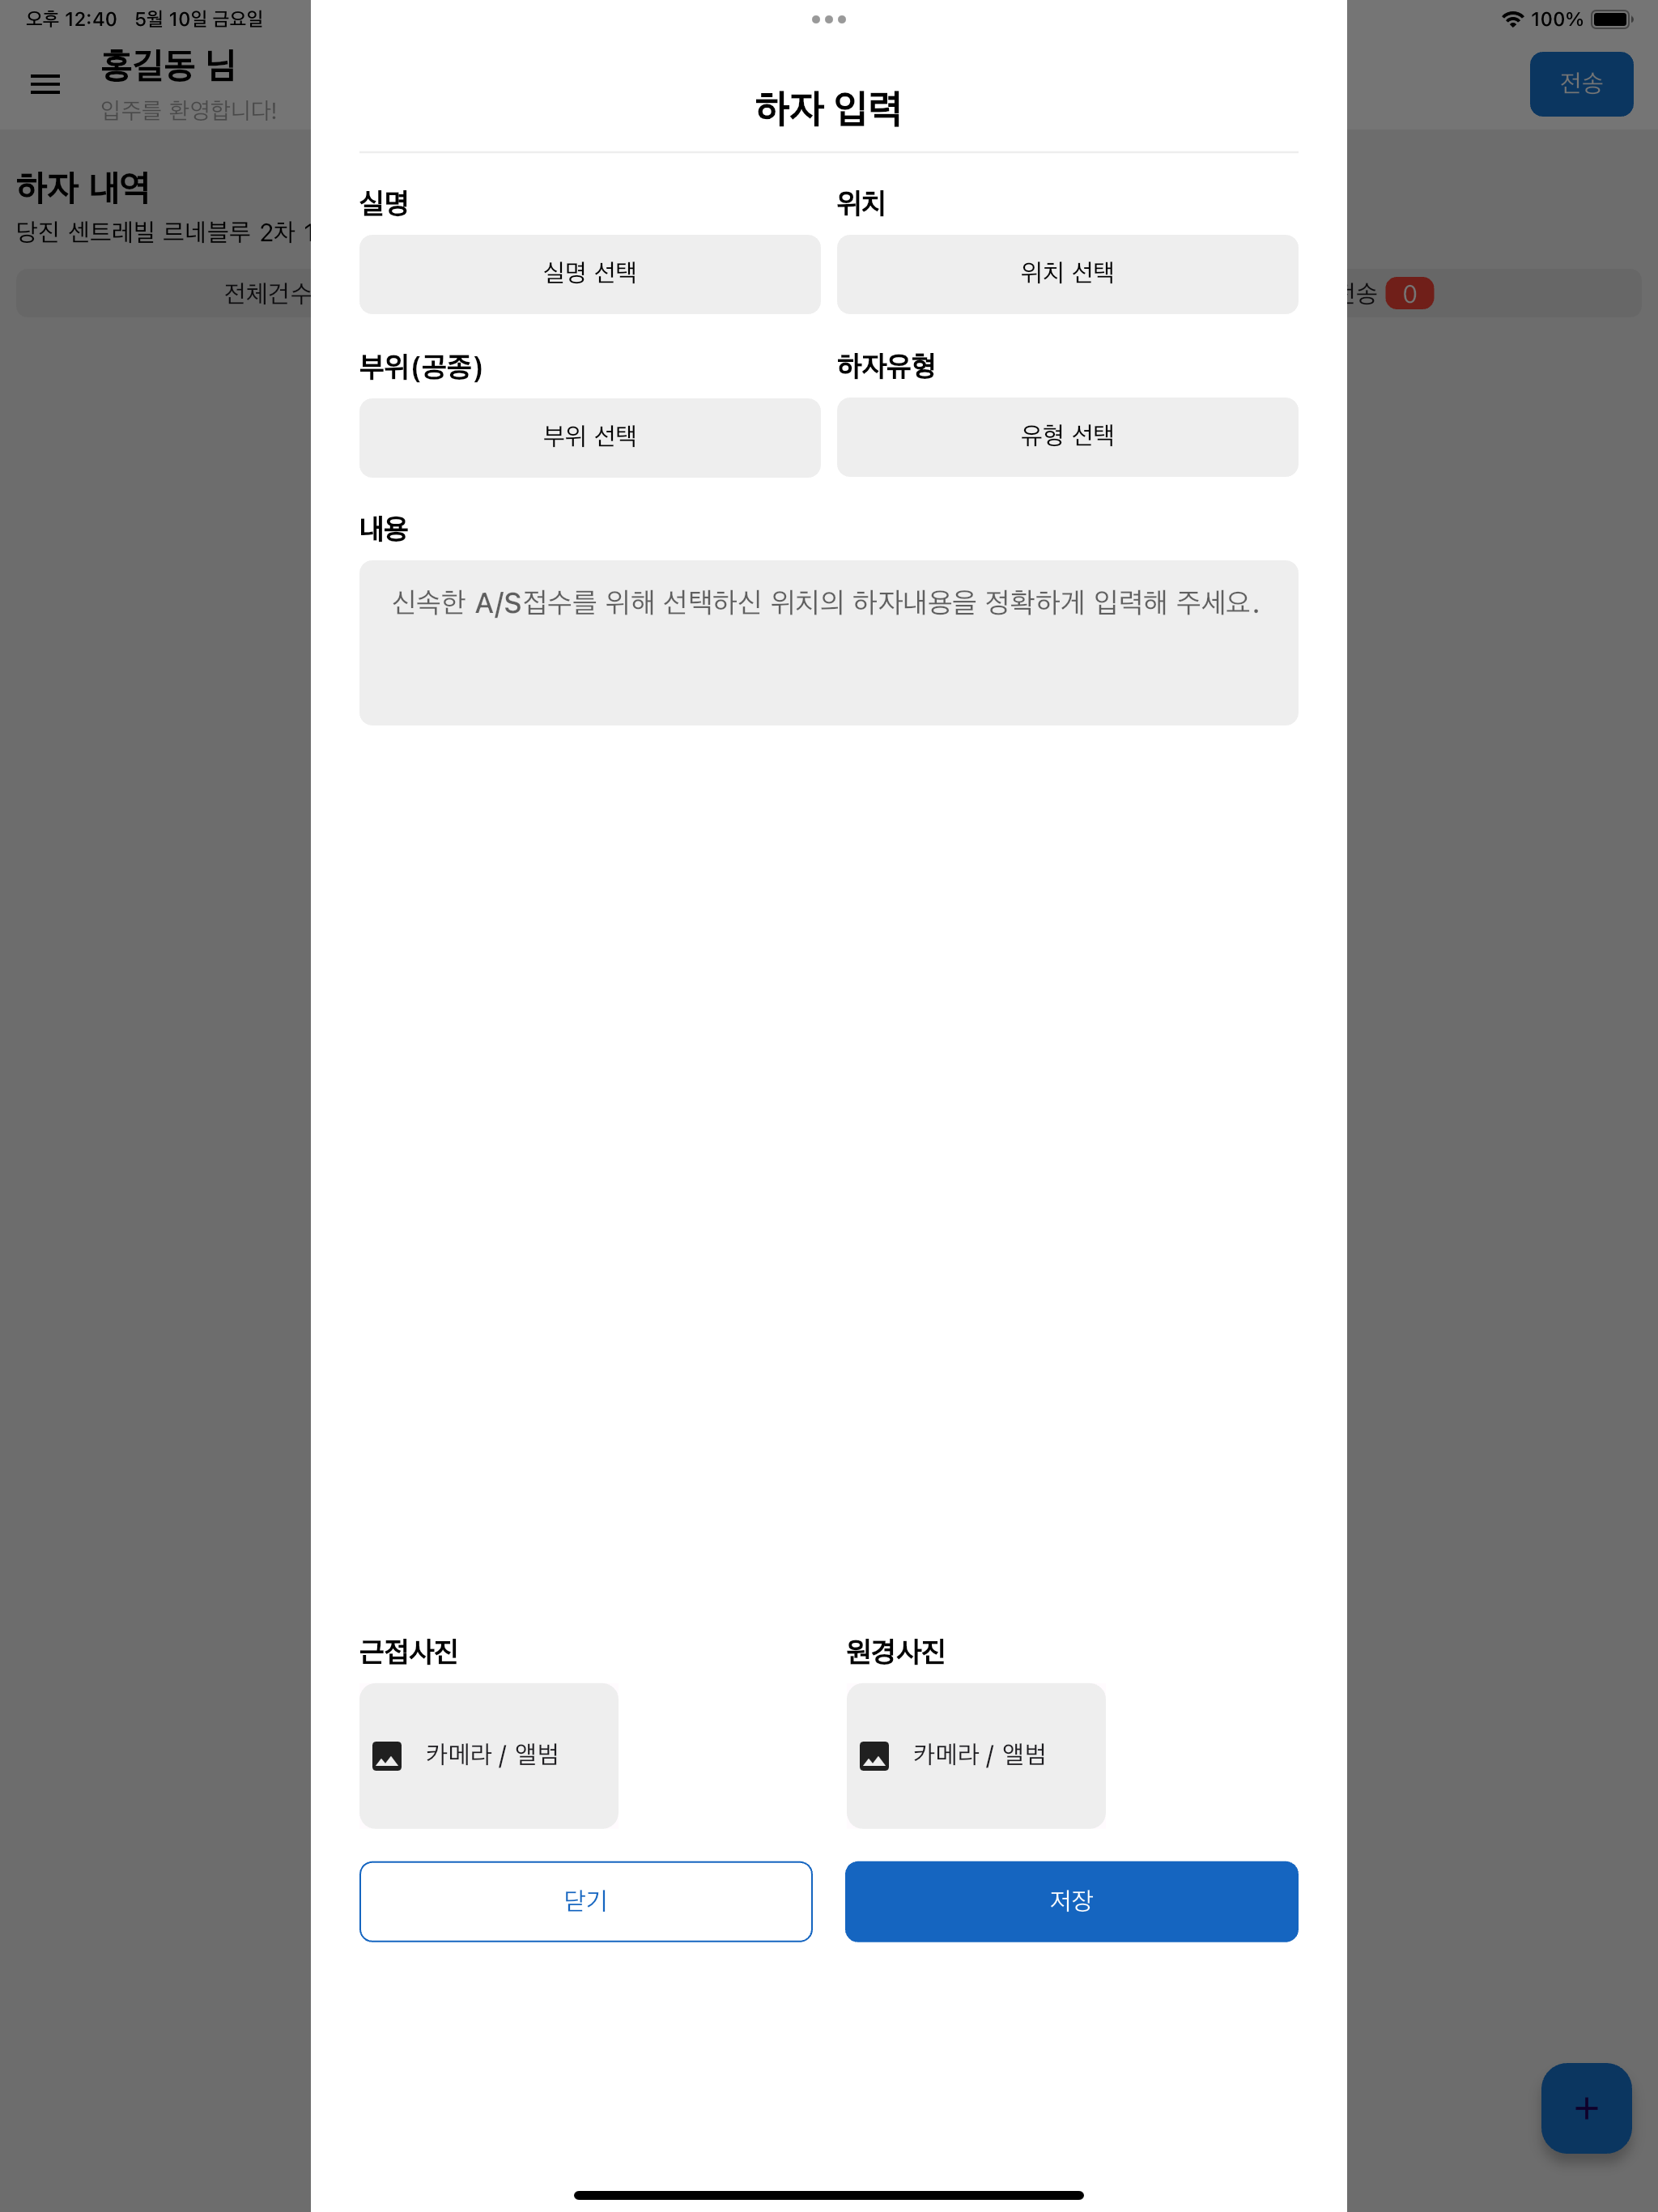 오후 12:40 5월 10일 금요일
100%
홍길동 님
입주를 환영합니다!
전송
하자 내역
당진 센트레빌 르네블루 2차
전체건수
전송 0
하자 입력
실명 위치
실명 선택 위치 선택
부위(공종) 하자유형
부위 선택 유형 선택
내용
신속한 A/S접수를 위해 선택하신 위치의 하자내용을 정확하게 입력해 주세요.
근접사진 원경사진
카메라 / 앨범 카메라 / 앨범
닫기 저장